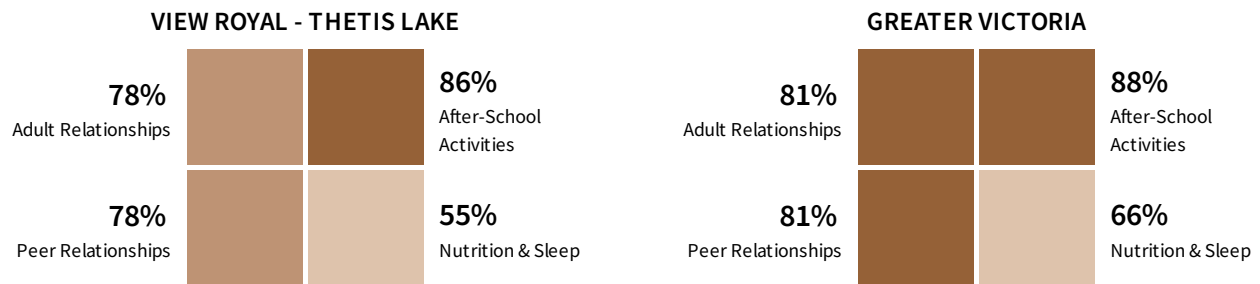 VIEW ROYAL - THETIS LAKE
78%
Adult Relationships
86%
After-School
Activities
78%
Peer Relationships
55%
Nutrition & Sleep
GREATER VICTORIA
81%
Adult Relationships
88%
After-School
Activities
81%
Peer Relationships
66%
Nutrition & Sleep